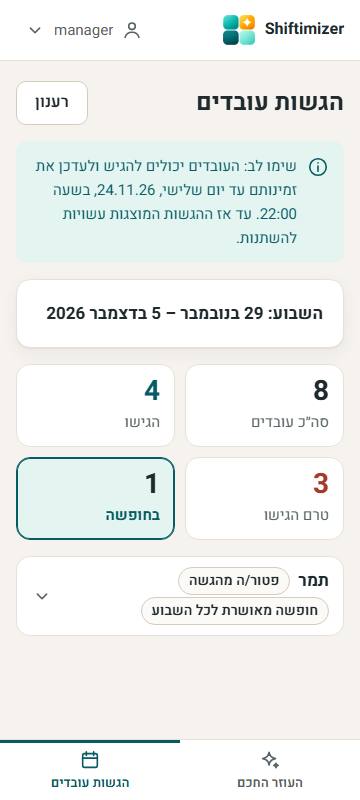 Shiftimizer
manager
הגשות עובדים
רענון
שימו לב: העובדים יכולים להגיש ולעדכן את
זמינותם עד יום שלישי, 24.11.26, בשעה
22:00. עד אז ההגשות המוצגות עשויות
להשתנות.
השבוע: 29 בנובמבר – 5 בדצמבר 2026
8
סה״כ עובדים
4
הגישו
3
טרם הגישו
1
בחופשה
תמר פטור/ה מהגשה
חופשה מאושרת לכל השבוע
העוזר החכם
הגשות עובדים